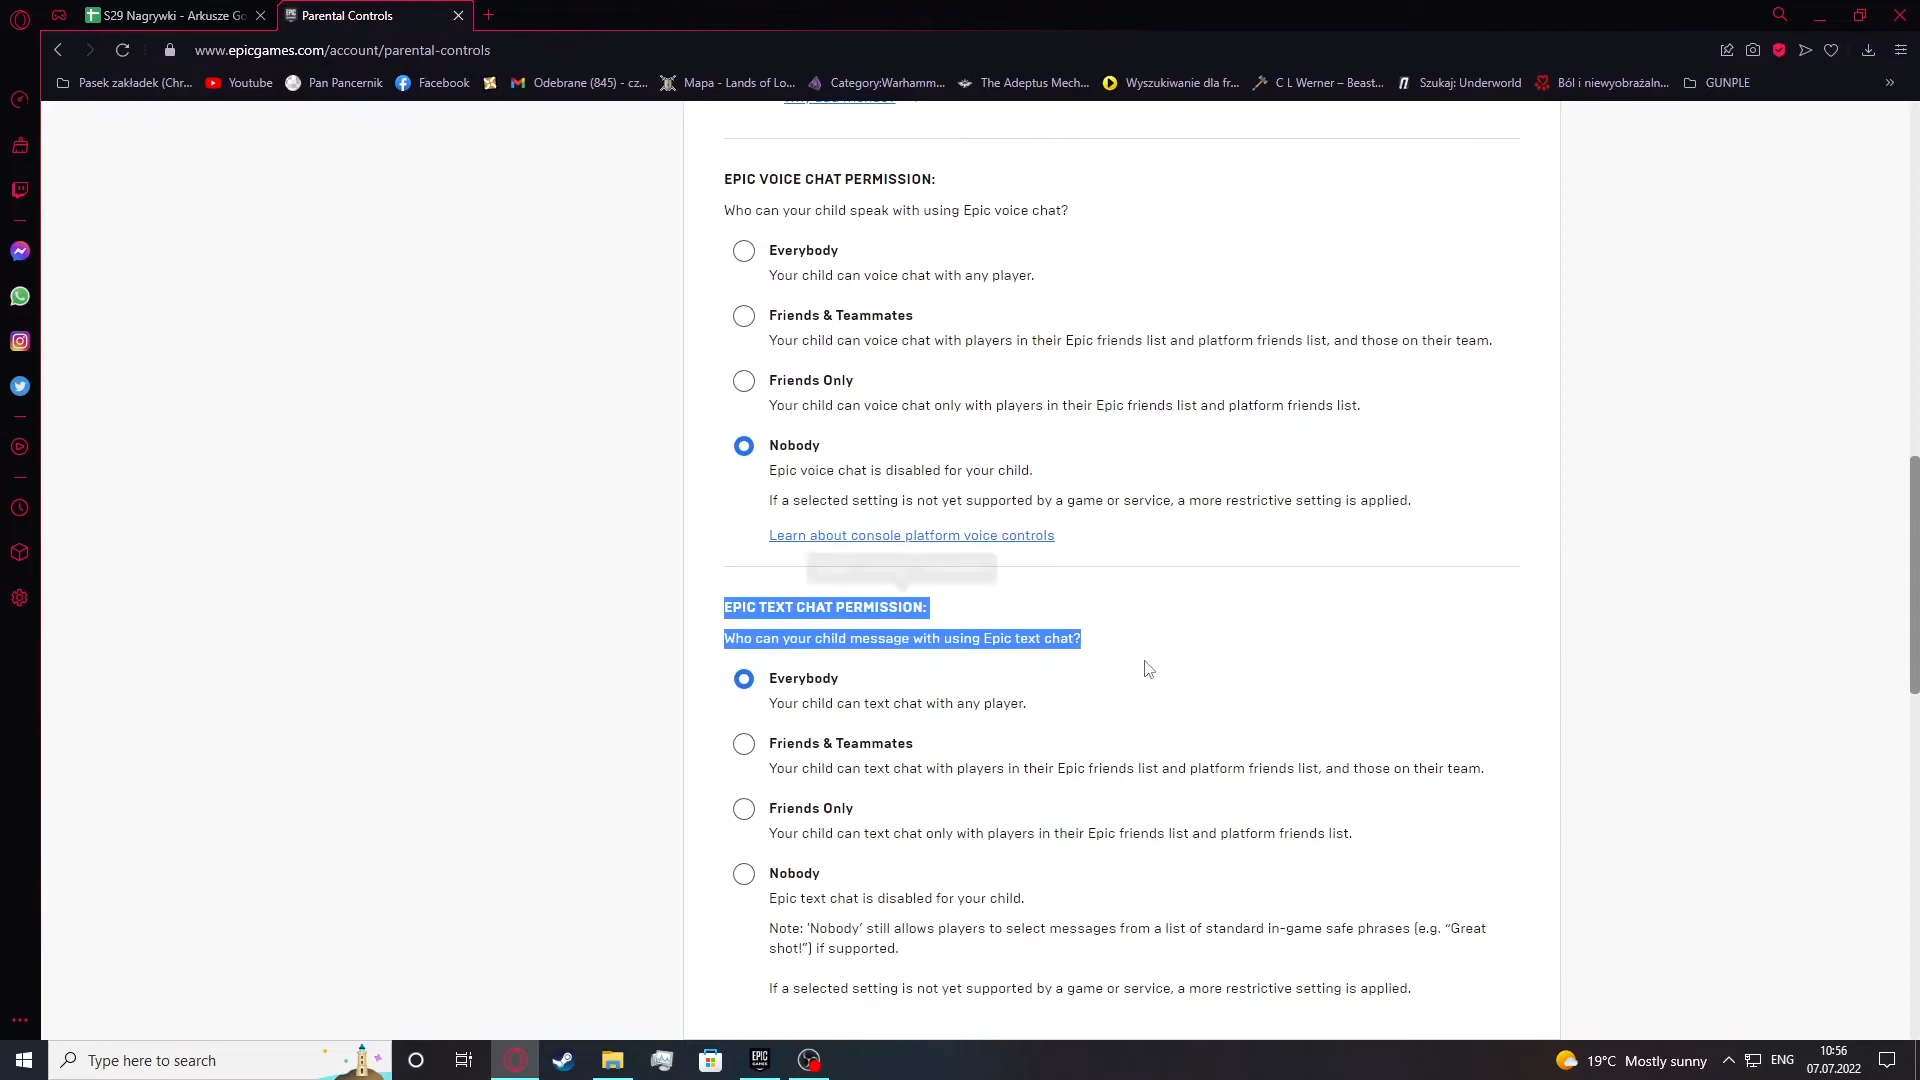 S29 Nagrywki - Arkusze Go
Parental Controls
www.epicgames.com/account/parental-controls
Pasek zakładek (Chr...
Youtube
Pan Pancernik
Facebook
Odebrane (845) - cz...
Mapa - Lands of Lo...
Category:Warhamm...
The Adeptus Mech...
Wyszukiwanie dla fr...
C L Werner – Beast...
Szukaj: Underworld
Ból i niewyobrażaln...
GUNPLE
EPIC VOICE CHAT PERMISSION:
Who can your child speak with using Epic voice chat?
Everybody
Your child can voice chat with any player.
Friends & Teammates
Your child can voice chat with players in their Epic friends list and platform friends list, and those on their team.
Friends Only
Your child can voice chat only with players in their Epic friends list and platform friends list.
Nobody
Epic voice chat is disabled for your child.
If a selected setting is not yet supported by a game or service, a more restrictive setting is applied.
Learn about console platform voice controls
EPIC TEXT CHAT PERMISSION:
Who can your child message with using Epic text chat?
Everybody
Your child can text chat with any player.
Friends & Teammates
Your child can text chat with players in their Epic friends list and platform friends list, and those on their team.
Friends Only
Your child can text chat only with players in their Epic friends list and platform friends list.
Nobody
Epic text chat is disabled for your child.
Note: 'Nobody' still allows players to select messages from a list of standard in-game safe phrases (e.g. “Great
shot!”) if supported.
If a selected setting is not yet supported by a game or service, a more restrictive setting is applied.
Type here to search
EPIC
GAMES
19°C Mostly sunny
ENG
10:56
07.07.2022